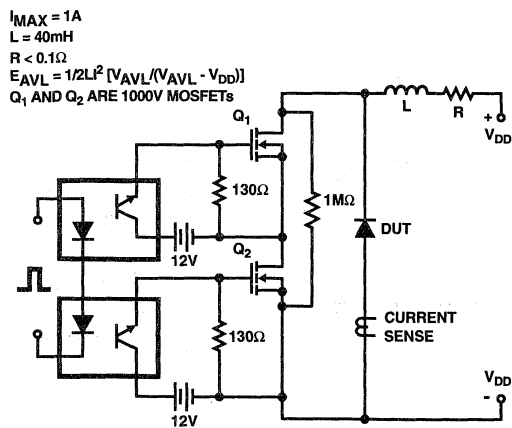 IMAX = 1A
L = 40mH
R < 0.1Ω
EAVL = 1/2LI² [VAVL/(VAVL - VDD)]
Q1 AND Q2 ARE 1000V MOSFETs
Q1
L
R
+
VDD
130Ω
1MΩ
12V
DUT
Q2
CURRENT
SENSE
130Ω
VDD
-
12V